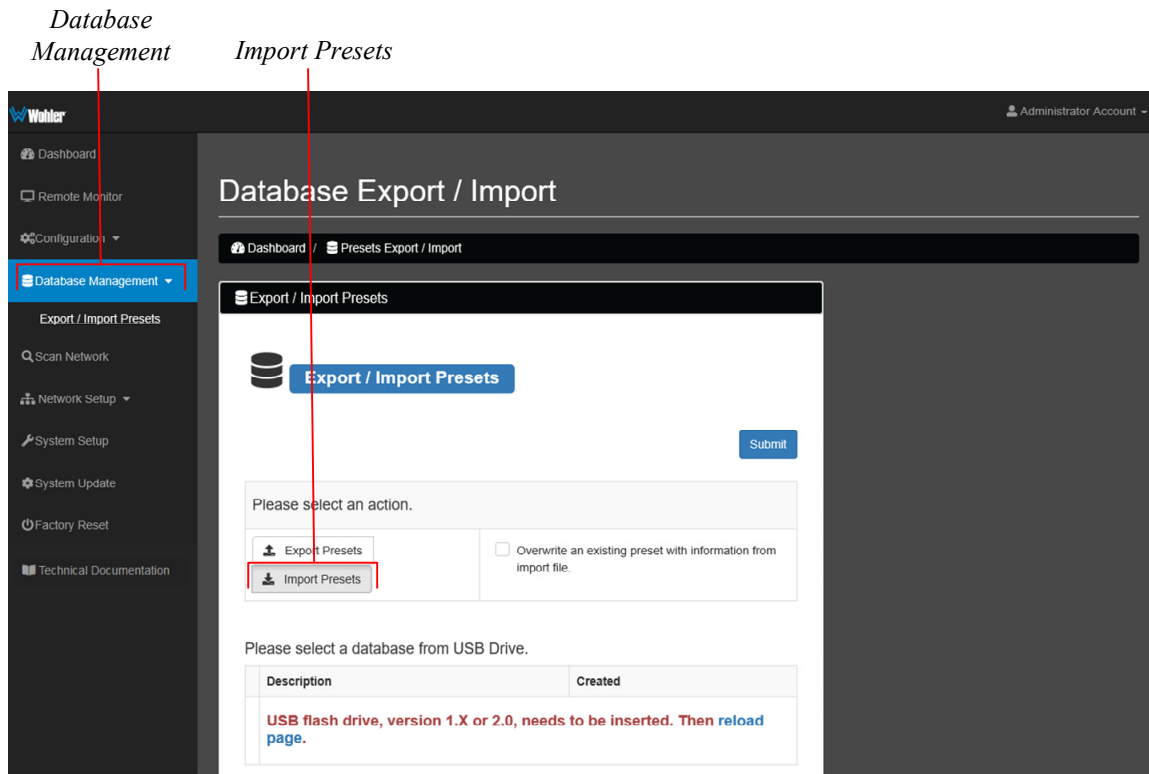 Database
Management
Import Presets
Wohler
Administrator Account
Dashboard
Remote Monitor
Configuration
Database Management
Export / Import Presets
Scan Network
Network Setup
System Setup
System Update
Factory Reset
Technical Documentation
Database Export / Import
Dashboard / Presets Export / Import
Export / Import Presets
Export / Import Presets
Submit
Please select an action.
Export Presets
Import Presets
Overwrite an existing preset with information from
import file.
Please select a database from USB Drive.
Description Created
USB flash drive, version 1.X or 2.0, needs to be inserted. Then reload
page.